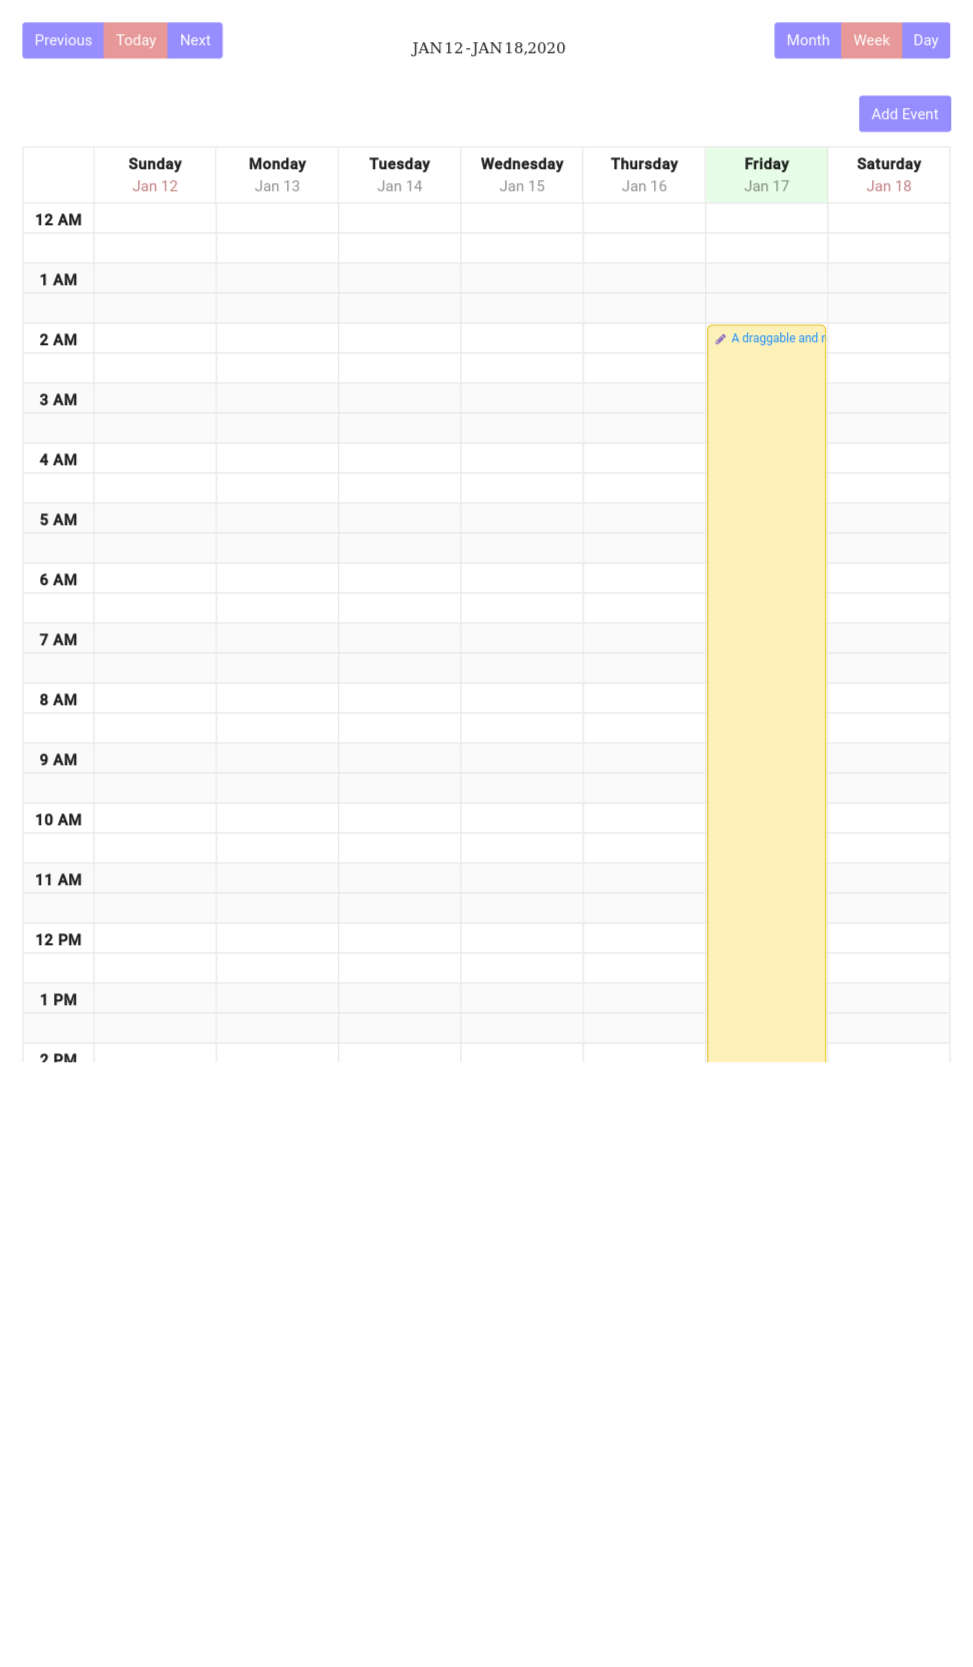 Previous Today Next
JAN 12 - JAN 18, 2020
Month Week Day
Add Event
Sunday Monday Tuesday Wednesday Thursday Friday Saturday
Jan 12 Jan 13 Jan 14 Jan 15 Jan 16 Jan 17 Jan 18
12 AM
1 AM
2 AM A draggable and r
3 AM
4 AM
5 AM
6 AM
7 AM
8 AM
9 AM
10 AM
11 AM
12 PM
1 PM
2 PM